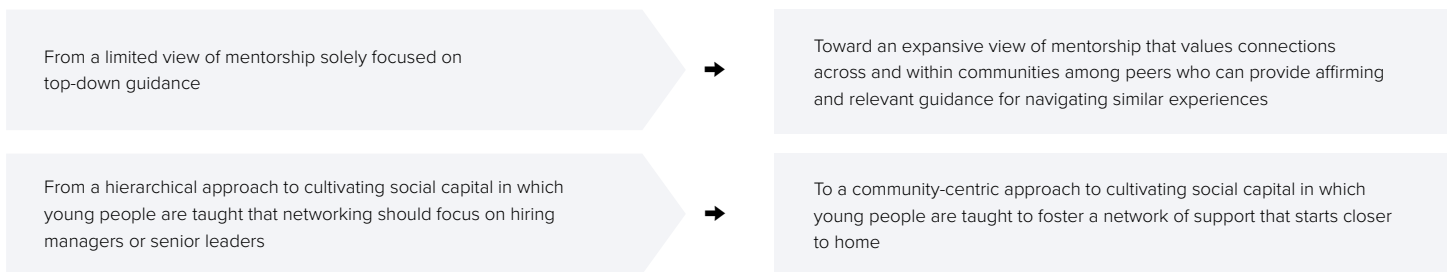 From a limited view of mentorship solely focused on
top-down guidance
Toward an expansive view of mentorship that values connections
across and within communities among peers who can provide affirming
and relevant guidance for navigating similar experiences
From a hierarchical approach to cultivating social capital in which
young people are taught that networking should focus on hiring
managers or senior leaders
To a community-centric approach to cultivating social capital in which
young people are taught to foster a network of support that starts closer
to home